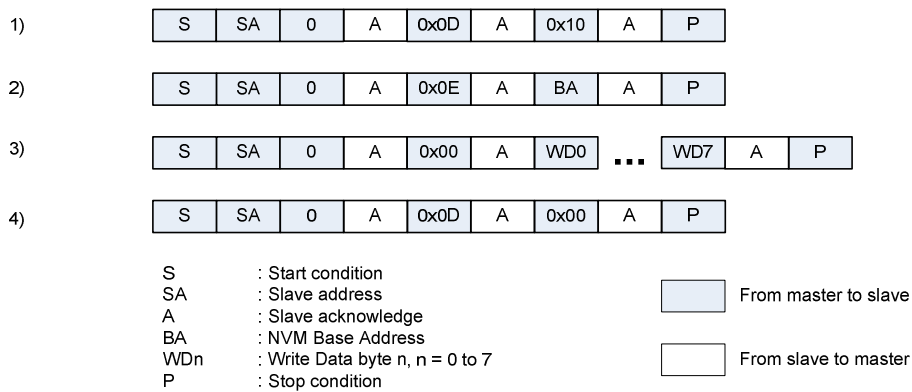 1) S SA 0 A 0x0D A 0x10 A P
2) S SA 0 A 0x0E A BA A P
3) S SA 0 A 0x00 A WD0 ... WD7 A P
4) S SA 0 A 0x0D A 0x00 A P
S : Start condition
SA : Slave address
A : Slave acknowledge
BA : NVM Base Address
WDn : Write Data byte n, n = 0 to 7
P : Stop condition
From master to slave
From slave to master